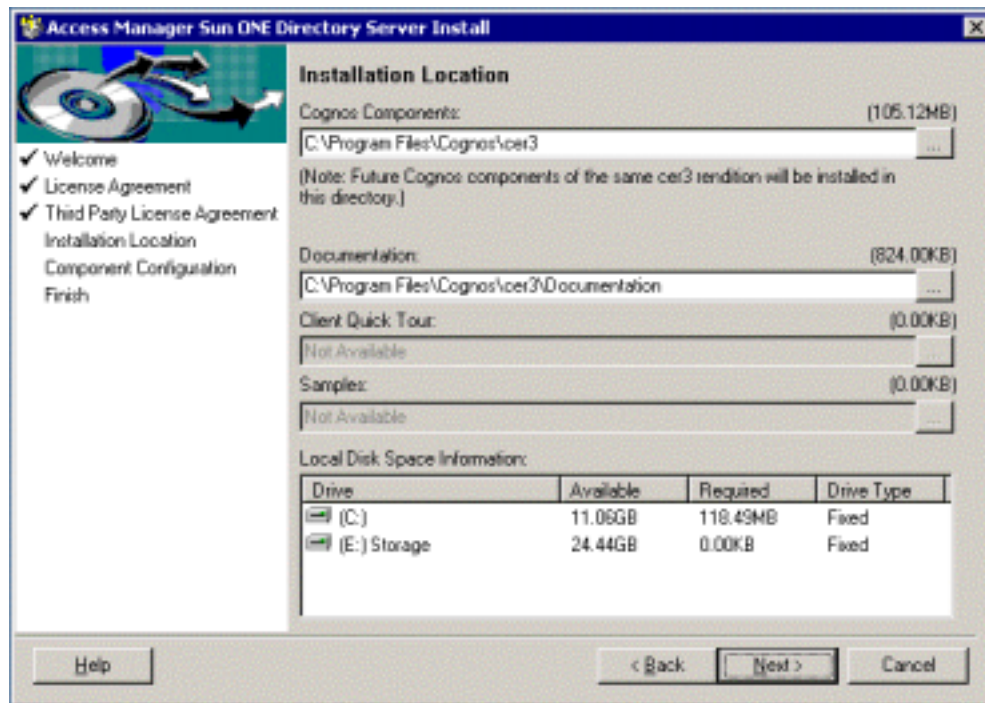 Access Manager Sun ONE Directory Server Install
Welcome
License Agreement
Third Party License Agreement
Installation Location
Component Configuration
Finish
Installation Location
Cognos Components: (105.12MB)
C:\Program Files\Cognos\cer3
...
(Note: Future Cognos components of the same cer3 rendition will be installed in
this directory.)
Documentation: (824.00KB)
C:\Program Files\Cognos\cer3\Documentation
...
Client Quick Tour: (0.00KB)
Not Available
...
Samples: (0.00KB)
Not Available
...
Local Disk Space Information:
Drive Available Required Drive Type
(C:) 11.06GB 118.49MB Fixed
(E:) Storage 24.44GB 0.00KB Fixed
Help < Back Next > Cancel